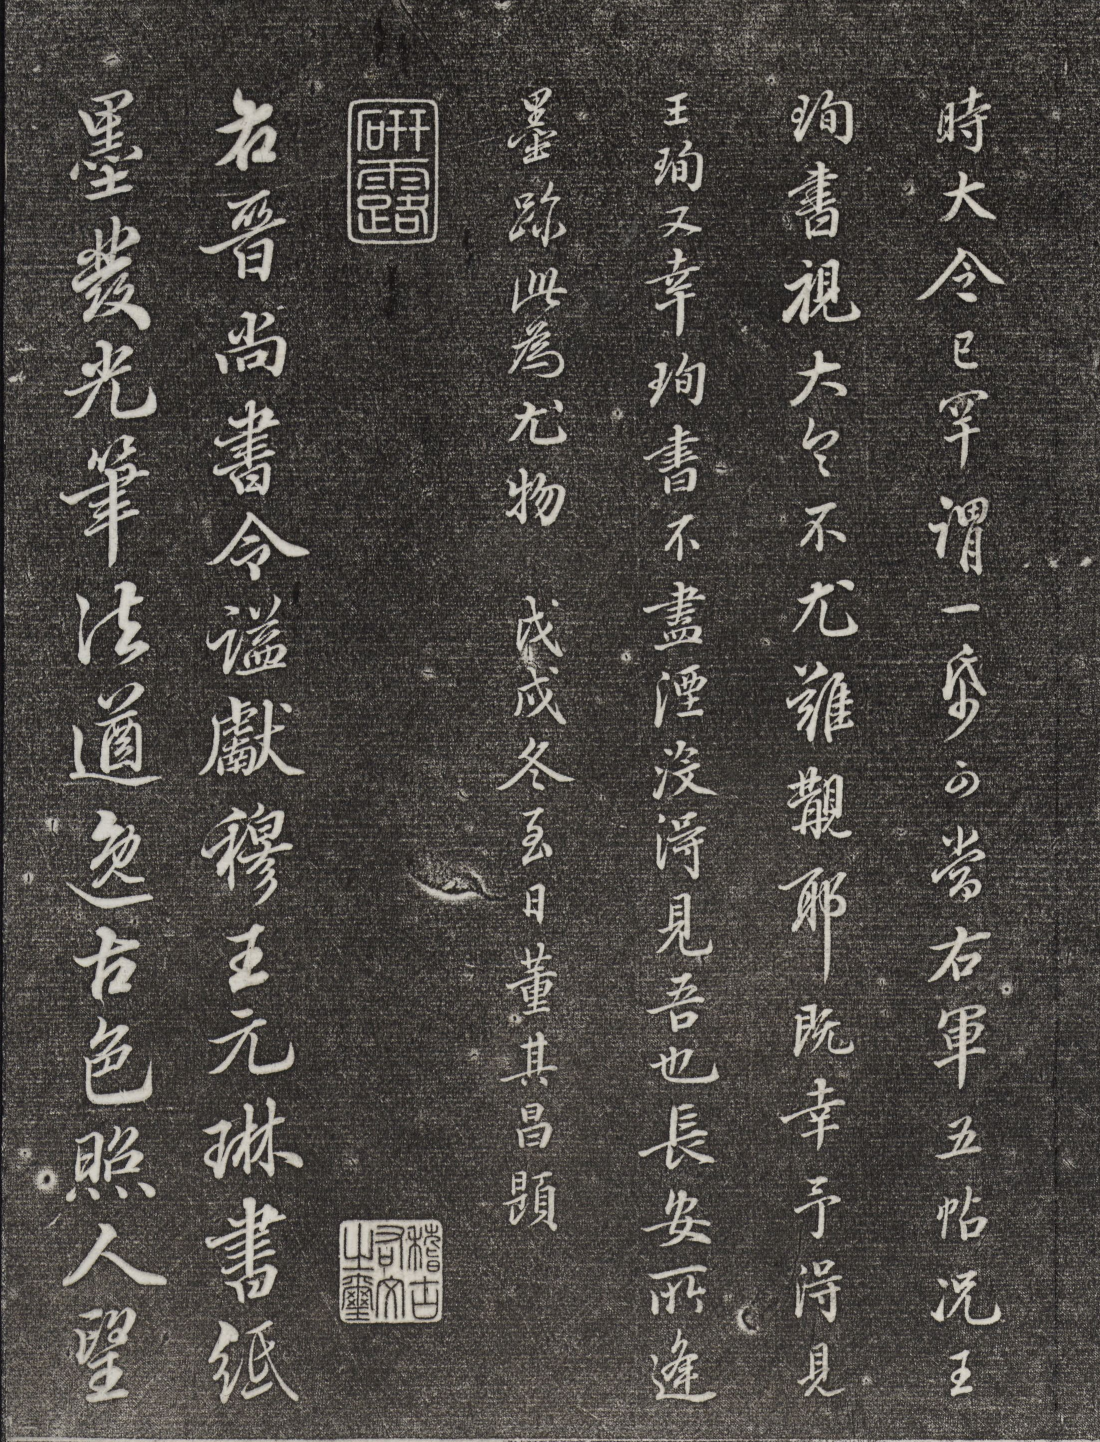 時大令已罕謂一帋可當右軍五帖況王
珣書視大令不尤難覯耶既幸予得見
王珣又幸珣書不盡湮沒得見吾也長安所逢
墨跡此為尤物 戊戌冬至日董其昌題
研露
稽古右文之璽
右晉尚書令謚獻穆王元琳書紙
墨發光筆法遒逸古色照人望